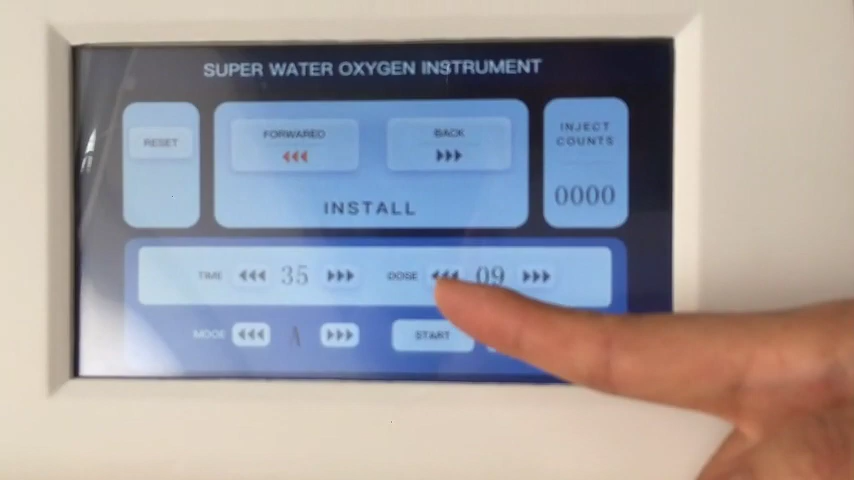 SUPER WATER OXYGEN INSTRUMENT
RESET
FORWARED
BACK
INJECT
COUNTS
0000
INSTALL
TIME 35 DOSE 09
MODE A START